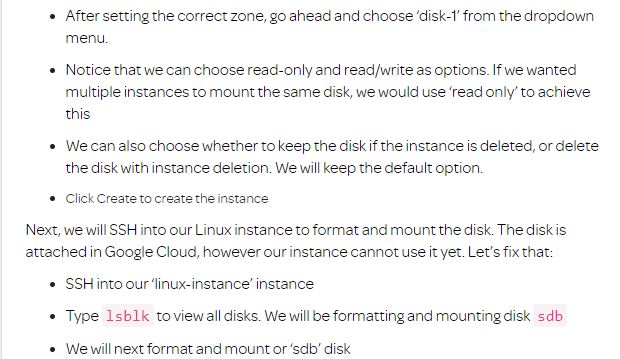 • After setting the correct zone, go ahead and choose ‘disk-1’ from the dropdown
menu.
• Notice that we can choose read-only and read/write as options. If we wanted
multiple instances to mount the same disk, we would use ‘read only’ to achieve
this
• We can also choose whether to keep the disk if the instance is deleted, or delete
the disk with instance deletion. We will keep the default option.
• Click Create to create the instance
Next, we will SSH into our Linux instance to format and mount the disk. The disk is
attached in Google Cloud, however our instance cannot use it yet. Let’s fix that:
• SSH into our ‘linux-instance’ instance
• Type lsblk to view all disks. We will be formatting and mounting disk sdb
• We will next format and mount or ‘sdb’ disk